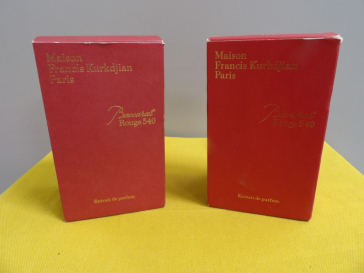 Maison
Francis Kurkdjian
Paris
Baccarat
Rouge 540
Extrait de parfum
Maison
Francis Kurkdjian
Paris
Baccarat
Rouge 540
Extrait de parfum